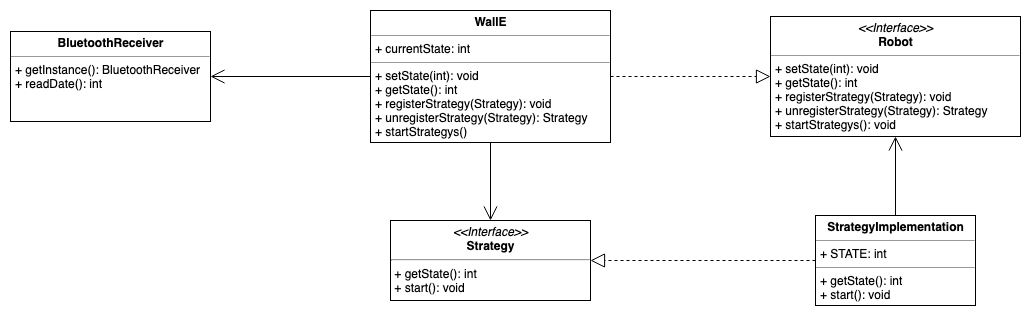 BluetoothReceiver
+ getInstance(): BluetoothReceiver
+ readDate(): int
WallE
+ currentState: int
+ setState(int): void
+ getState(): int
+ registerStrategy(Strategy): void
+ unregisterStrategy(Strategy): Strategy
+ startStrategys()
<<Interface>>
Robot
+ setState(int): void
+ getState(): int
+ registerStrategy(Strategy): void
+ unregisterStrategy(Strategy): Strategy
+ startStrategys(): void
<<Interface>>
Strategy
+ getState(): int
+ start(): void
StrategyImplementation
+ STATE: int
+ getState(): int
+ start(): void